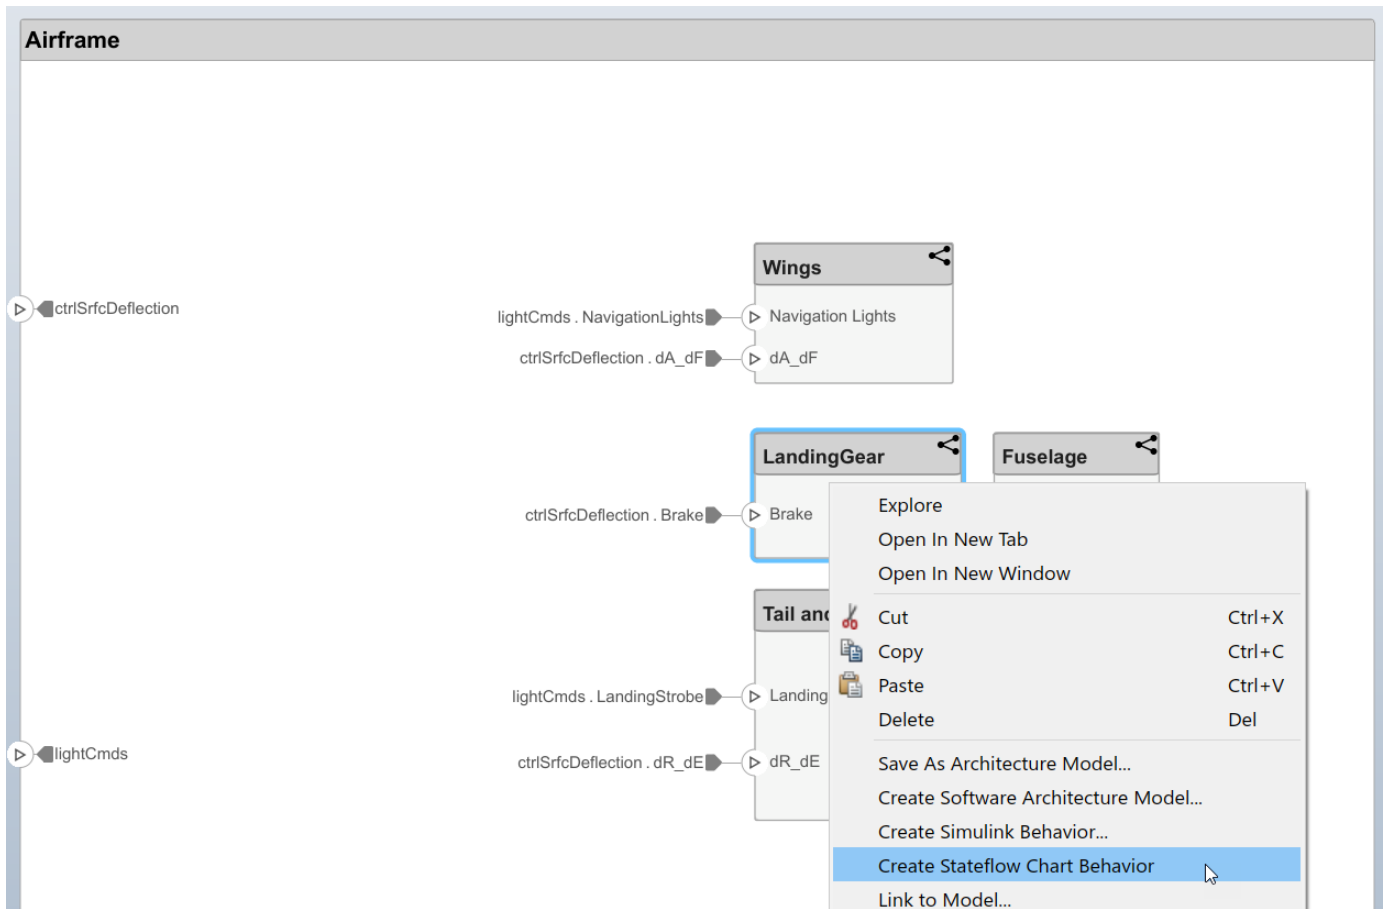 Airframe
Wings
ctrlSrfcDeflection
lightCmds . NavigationLights
Navigation Lights
ctrlSrfcDeflection . dA_dF
dA_dF
LandingGear
Fuselage
ctrlSrfcDeflection . Brake
Brake
Explore
Open In New Tab
Open In New Window
Tail and
Cut Ctrl+X
Copy Ctrl+C
Paste Ctrl+V
Delete Del
lightCmds . LandingStrobe
Landing
lightCmds
ctrlSrfcDeflection . dR_dE
dR_dE
Save As Architecture Model...
Create Software Architecture Model...
Create Simulink Behavior...
Create Stateflow Chart Behavior
Link to Model...